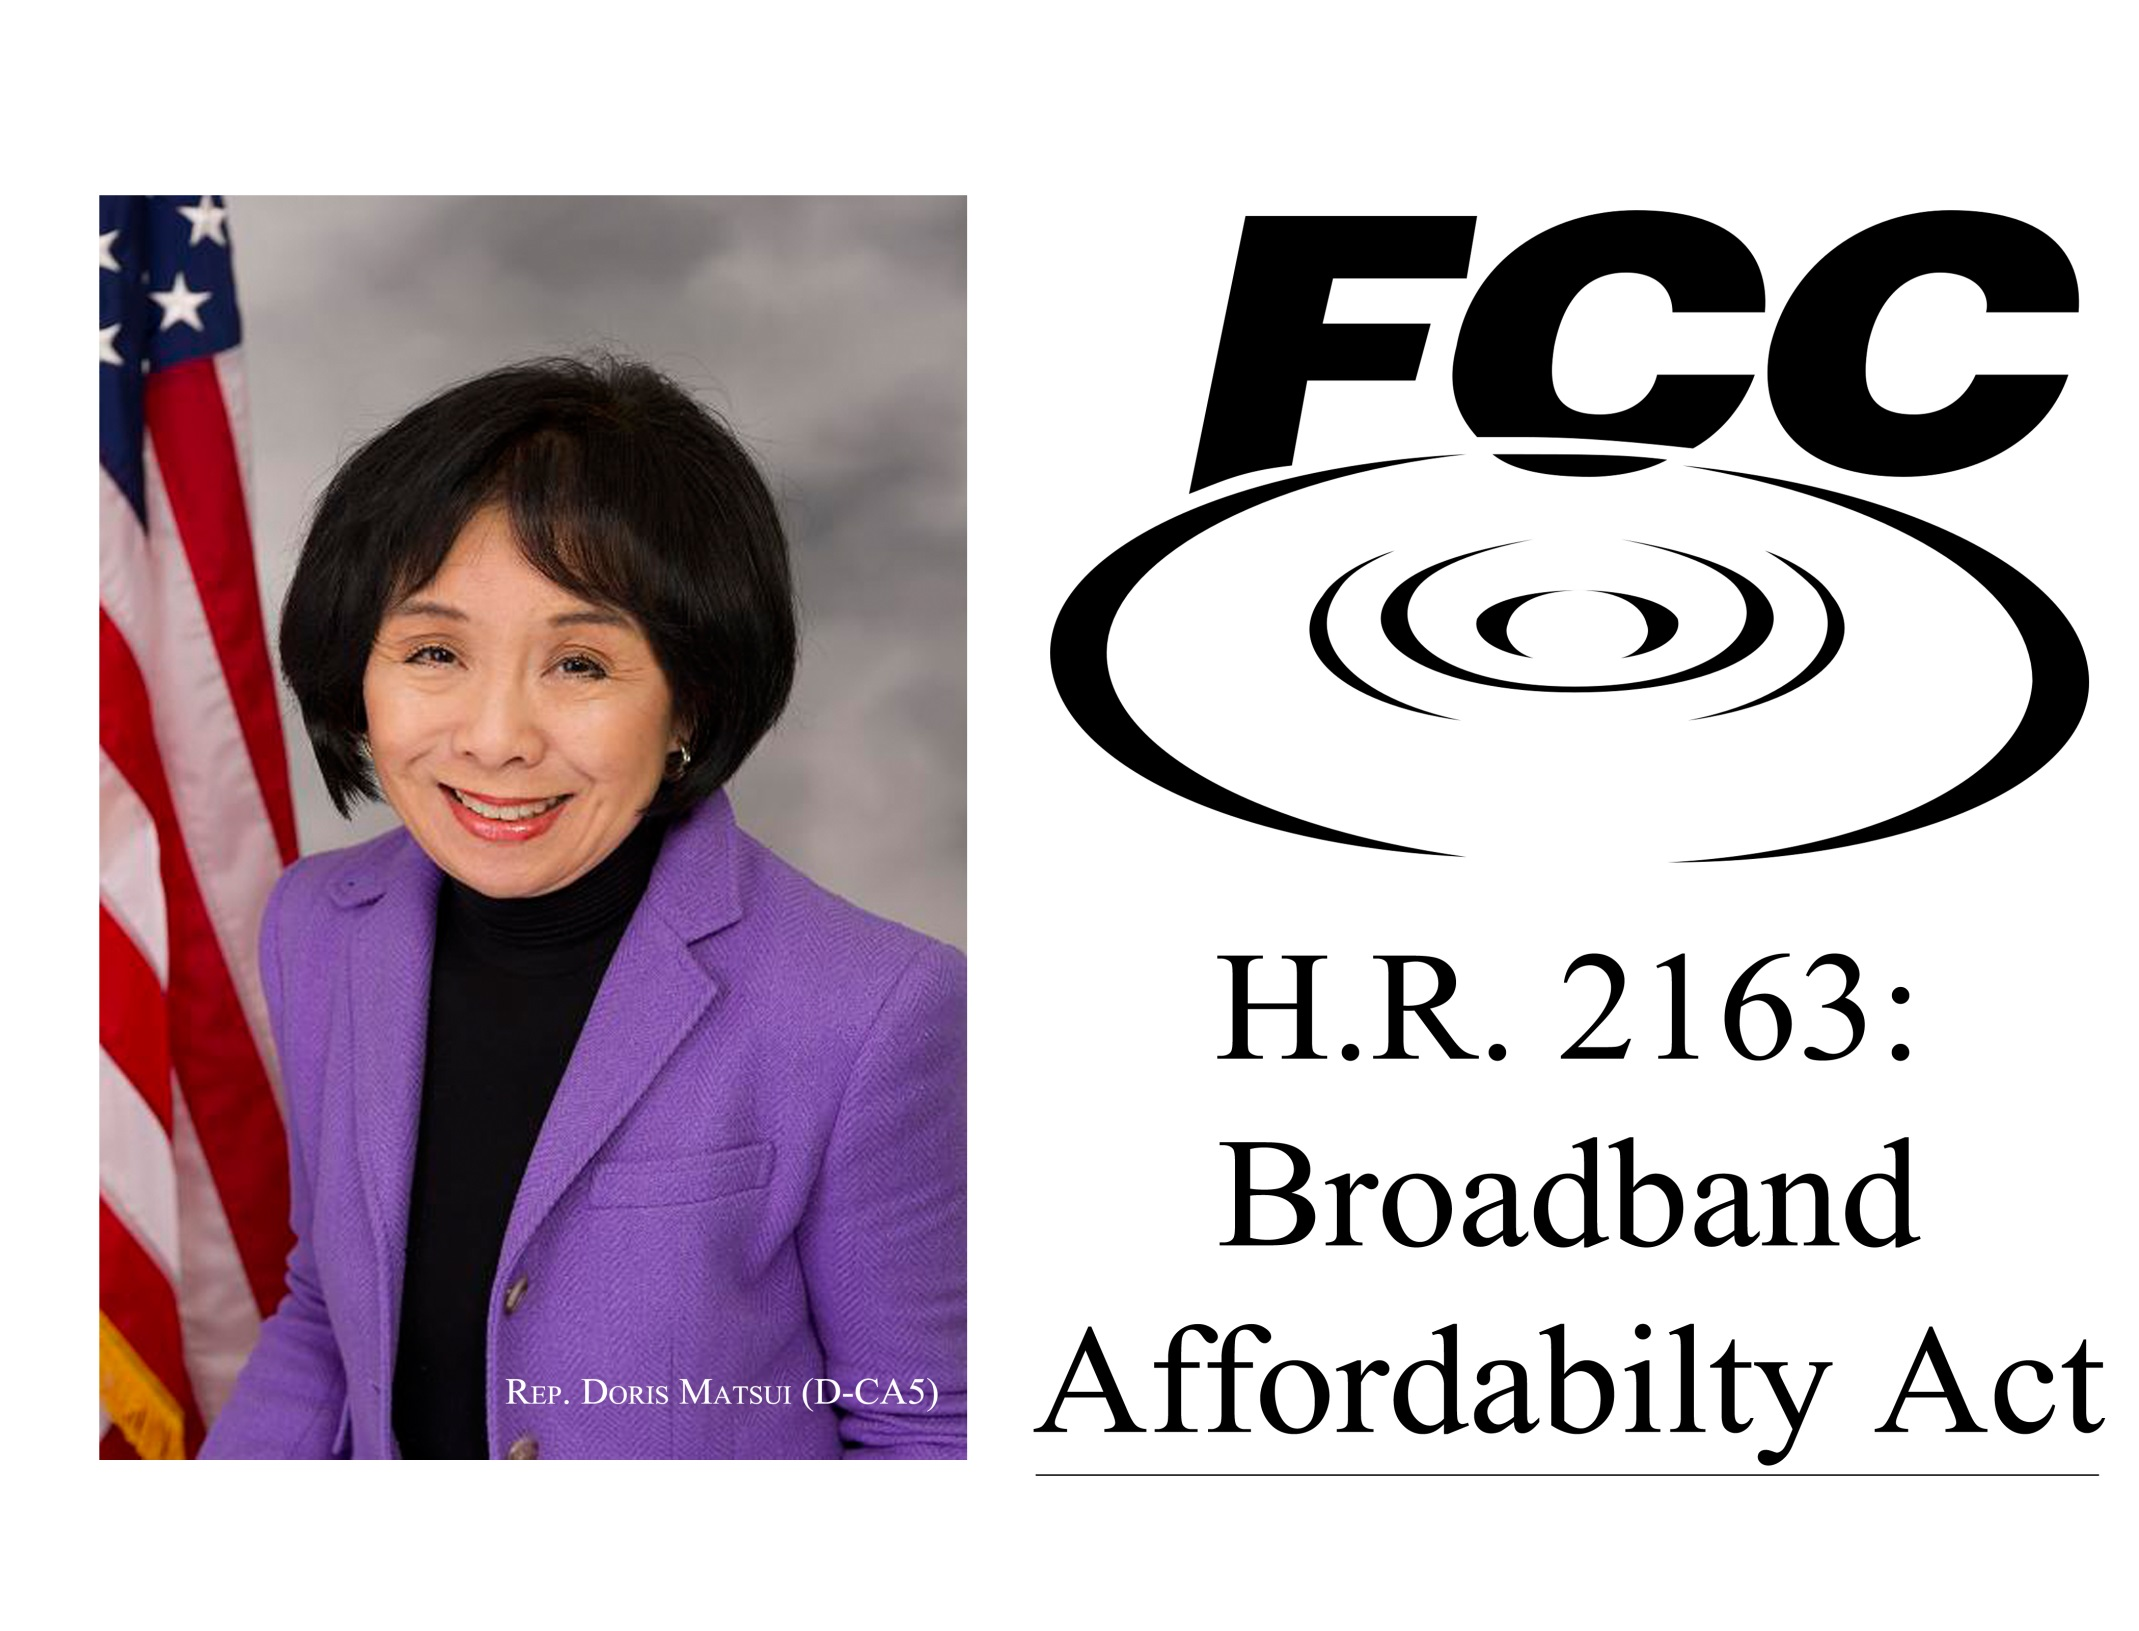 REP. DORIS MATSUI (D-CA5)
FCC
H.R. 2163:
Broadband
Affordabilty Act